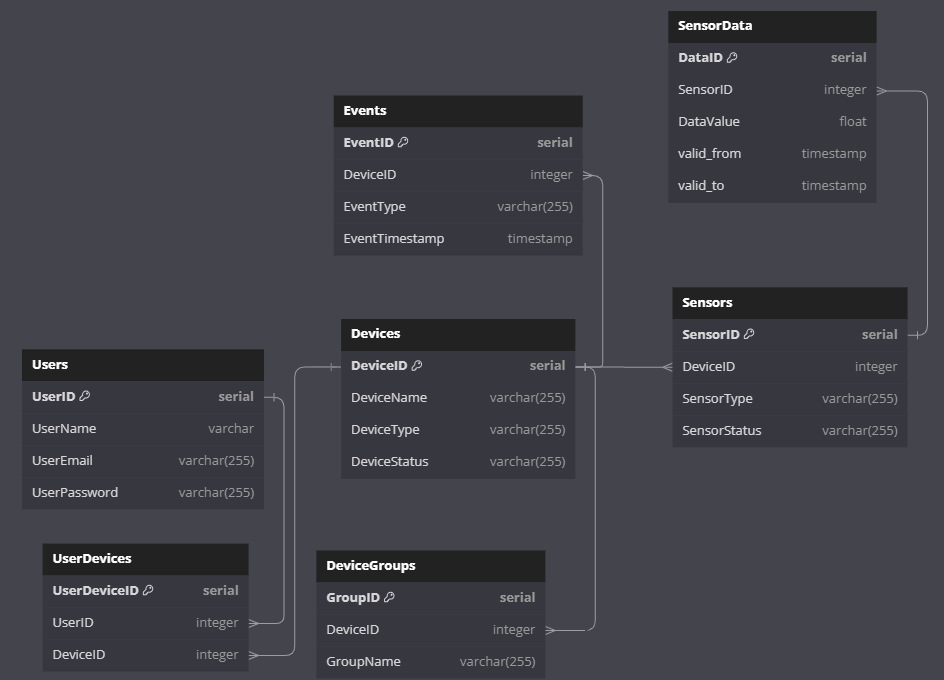 SensorData
DataID serial
SensorID integer
DataValue float
valid_from timestamp
valid_to timestamp
Events
EventID serial
DeviceID integer
EventType varchar(255)
EventTimestamp timestamp
Sensors
SensorID serial
DeviceID integer
SensorType varchar(255)
SensorStatus varchar(255)
Devices
DeviceID serial
DeviceName varchar(255)
DeviceType varchar(255)
DeviceStatus varchar(255)
Users
UserID serial
UserName varchar
UserEmail varchar(255)
UserPassword varchar(255)
UserDevices
UserDeviceID serial
UserID integer
DeviceID integer
DeviceGroups
GroupID serial
DeviceID integer
GroupName varchar(255)